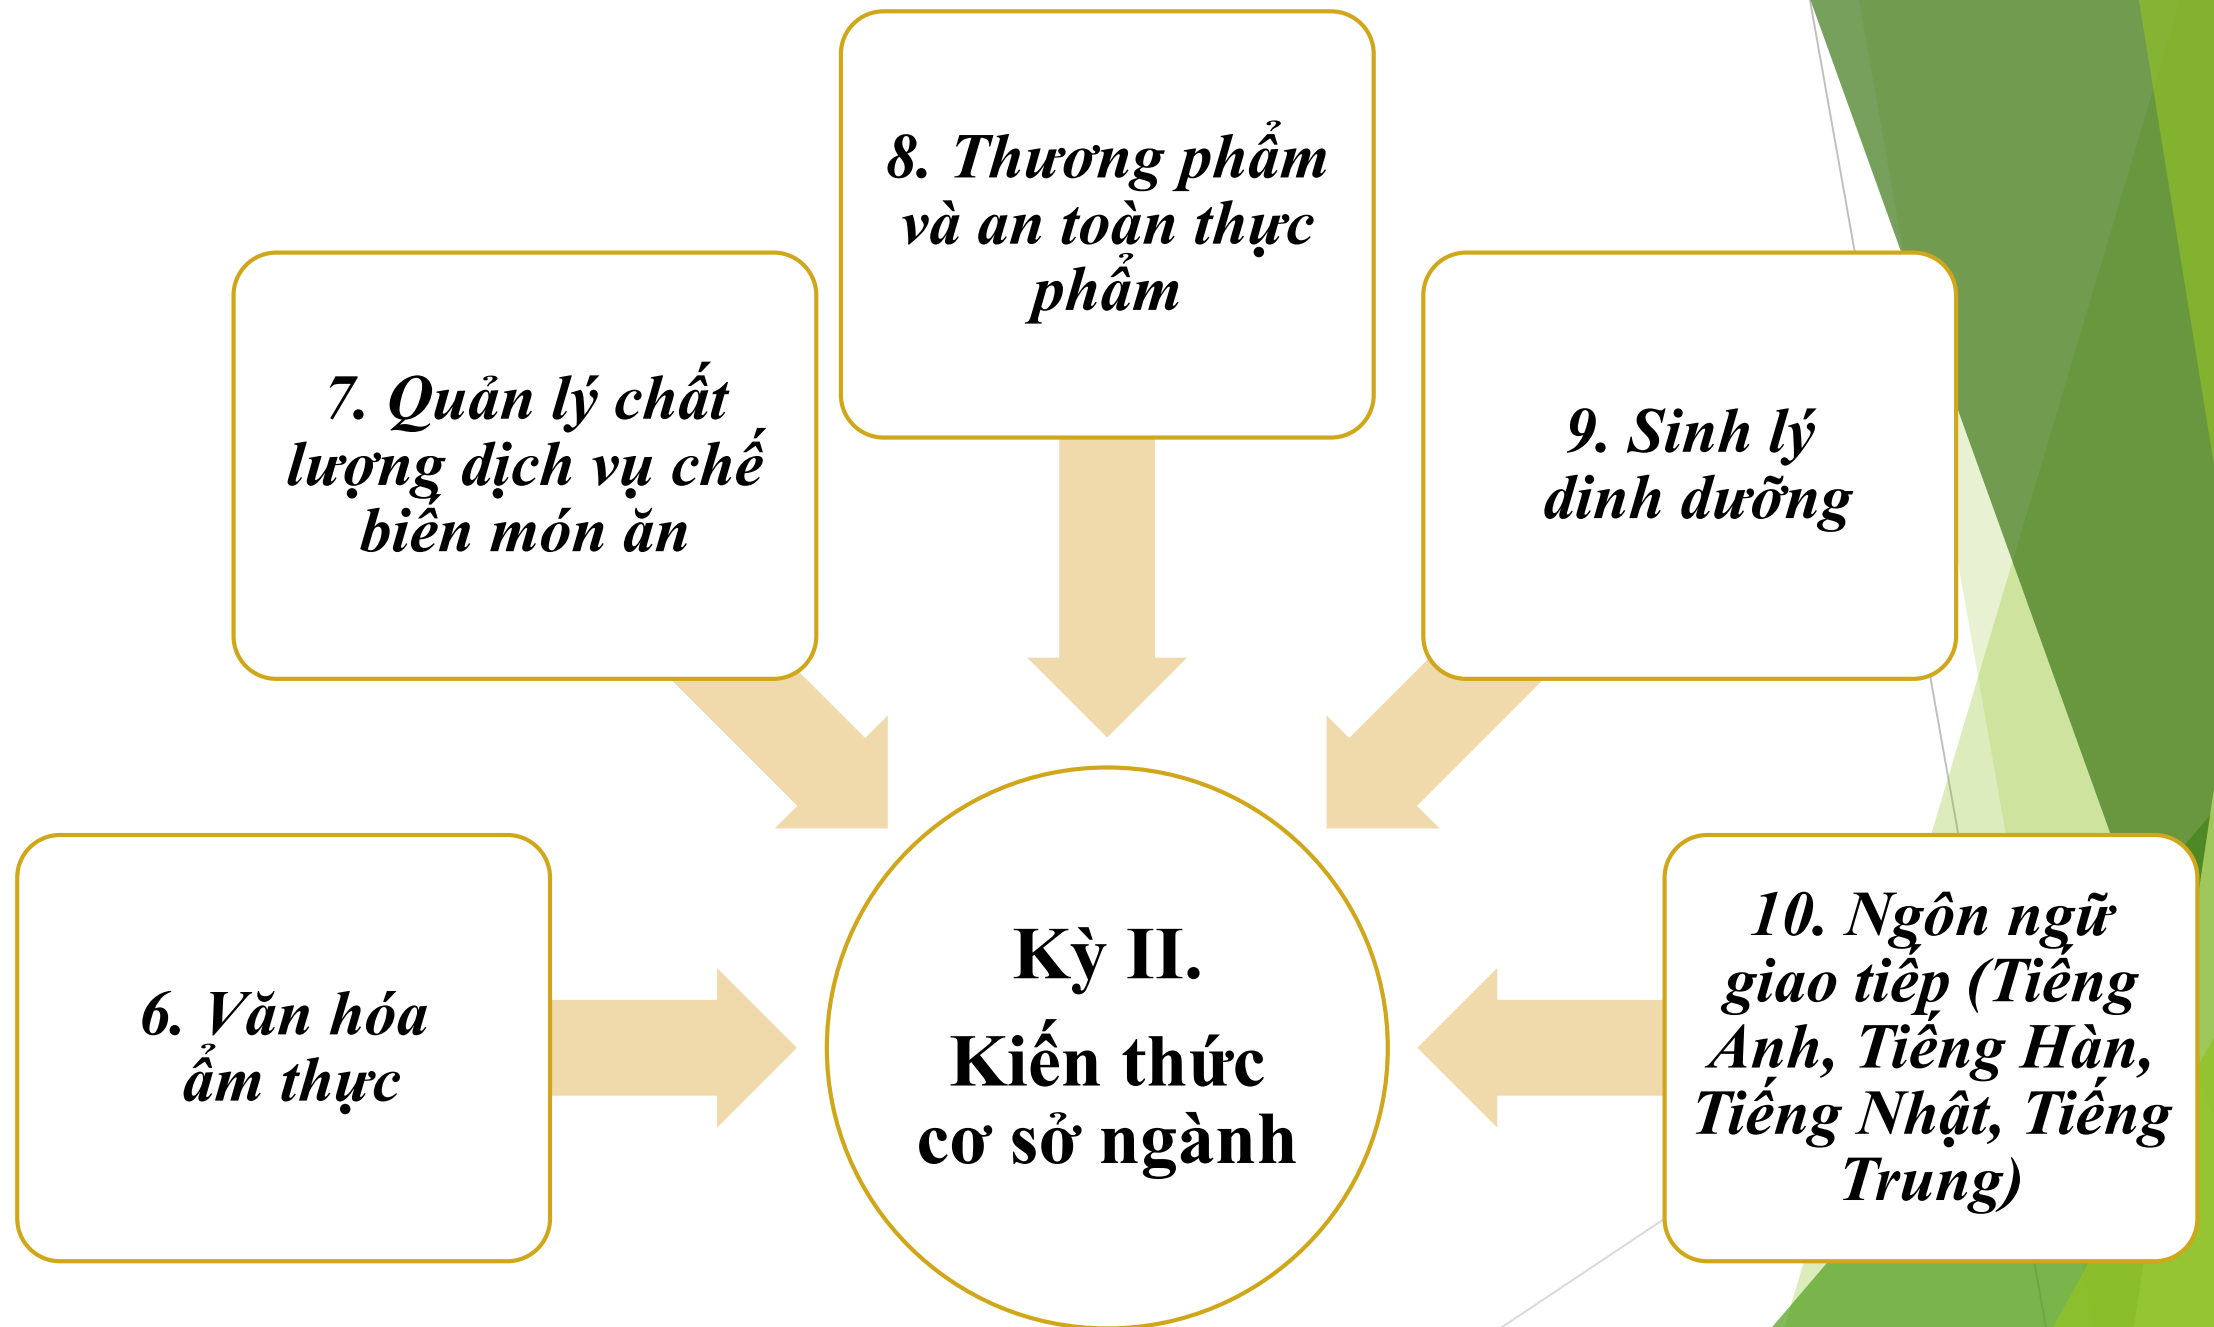 6. Văn hóa
ẩm thực
7. Quản lý chất
lượng dịch vụ chế
biến món ăn
8. Thương phẩm
và an toàn thực
phẩm
9. Sinh lý
dinh dưỡng
10. Ngôn ngữ
giao tiếp (Tiếng
Anh, Tiếng Hàn,
Tiếng Nhật, Tiếng
Trung)
Kỳ II.
Kiến thức
cơ sở ngành